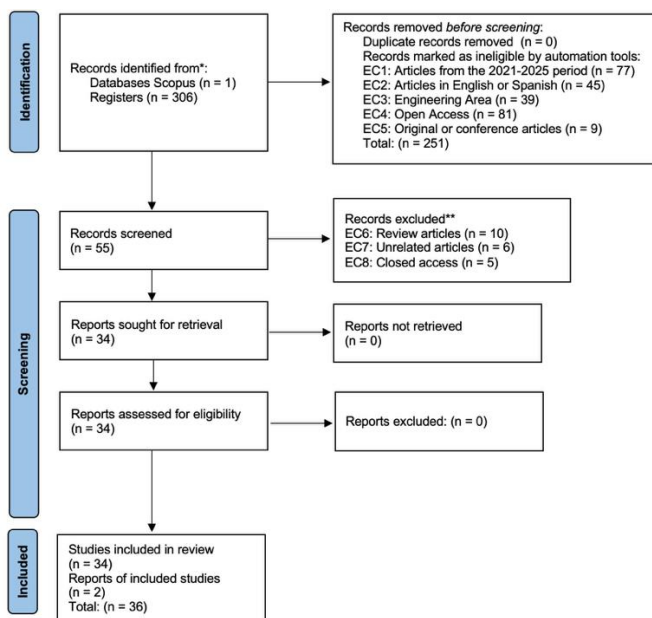 Identification
Records identified from*:
Databases Scopus (n = 1)
Registers (n = 306)
Records removed before screening:
Duplicate records removed (n = 0)
Records marked as ineligible by automation tools:
EC1: Articles from the 2021-2025 period (n = 77)
EC2: Articles in English or Spanish (n = 45)
EC3: Engineering Area (n = 39)
EC4: Open Access (n = 81)
EC5: Original or conference articles (n = 9)
Total: (n = 251)
Screening
Records screened
(n = 55)
Records excluded**
EC6: Review articles (n = 10)
EC7: Unrelated articles (n = 6)
EC8: Closed access (n = 5)
Reports sought for retrieval
(n = 34)
Reports not retrieved
(n = 0)
Reports assessed for eligibility
(n = 34)
Reports excluded: (n = 0)
Included
Studies included in review
(n = 34)
Reports of included studies
(n = 2)
Total: (n = 36)